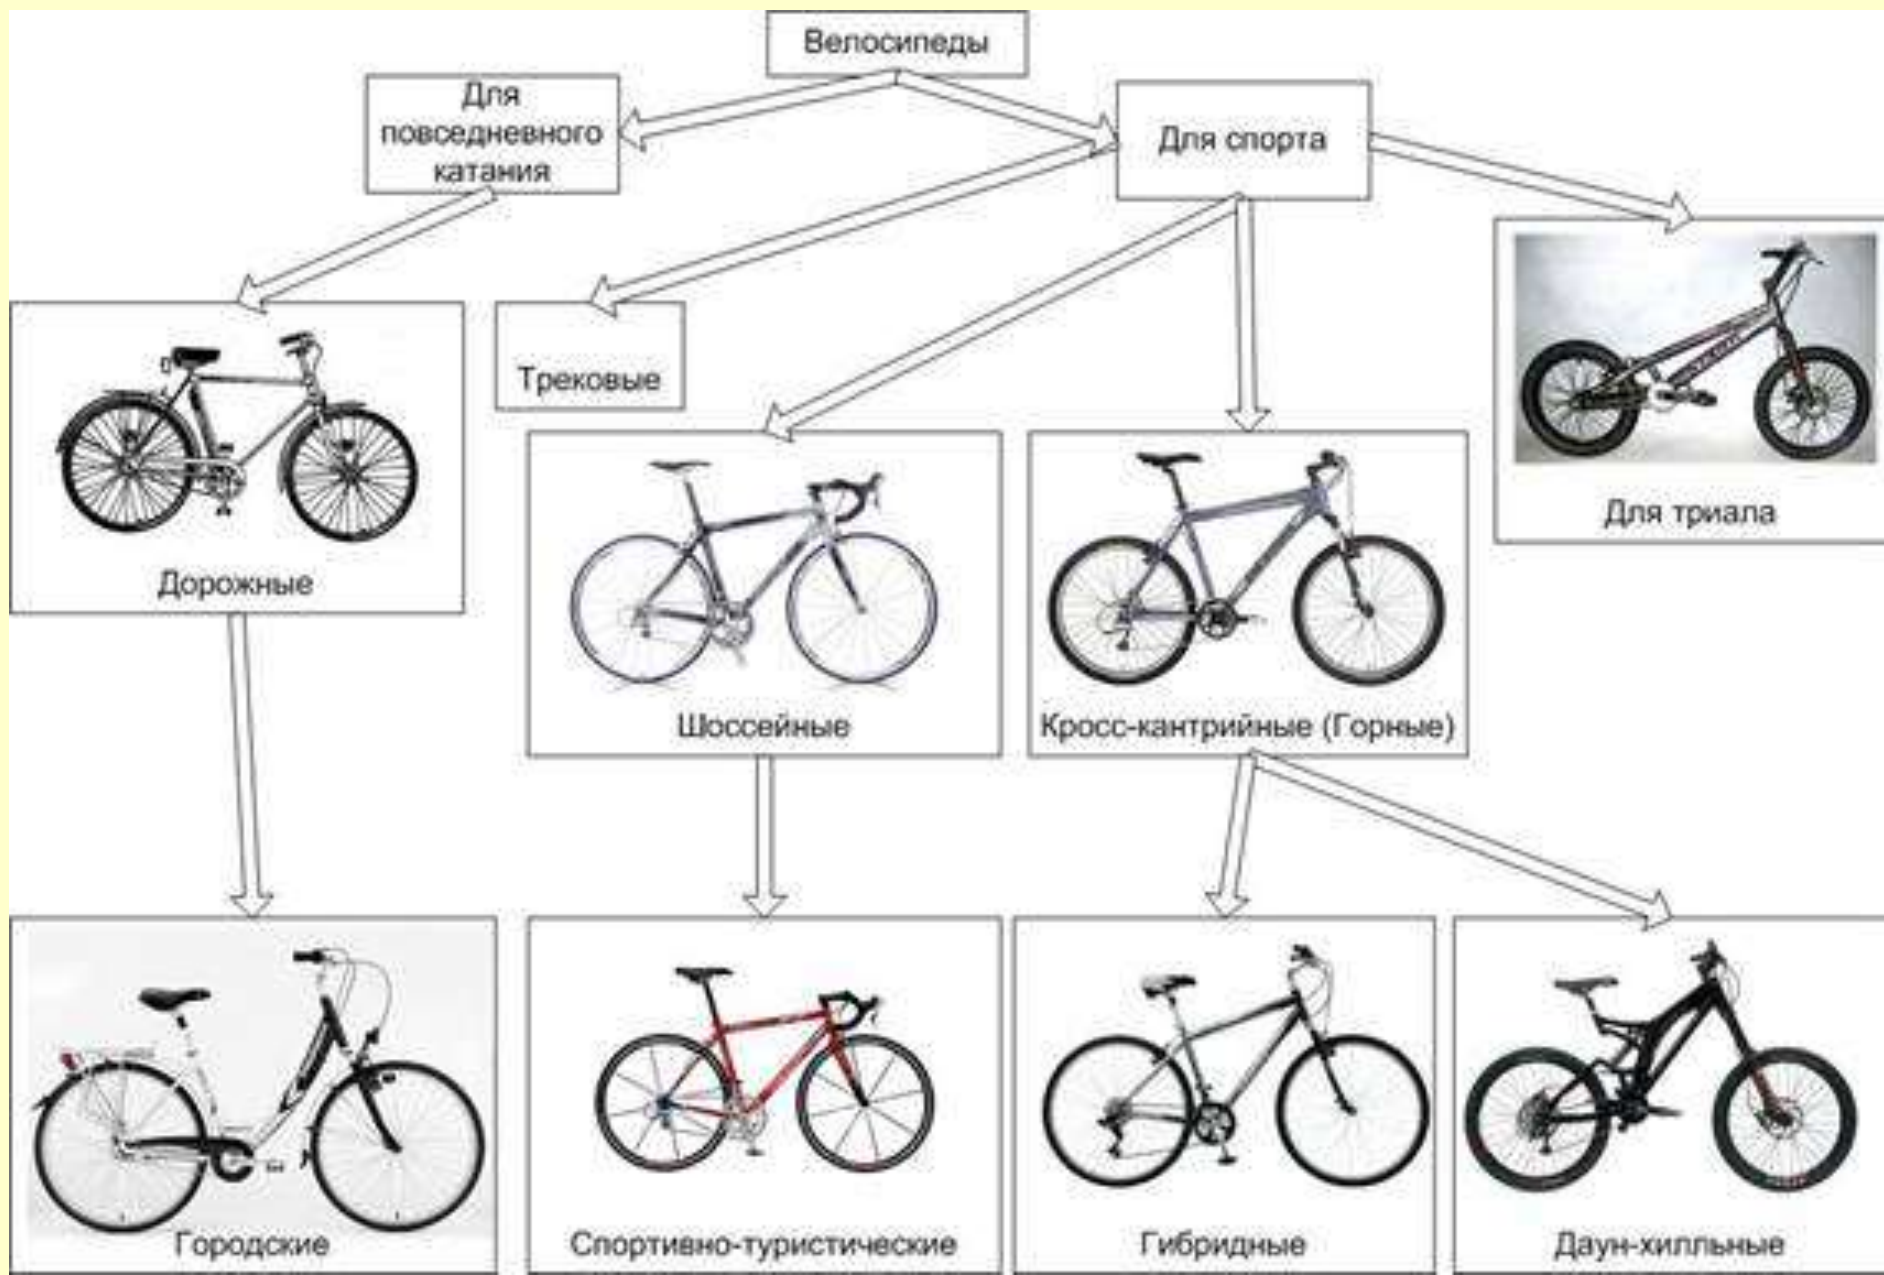 Велосипеды
Для
повседневного
катания
Для спорта
Трековые
Для триала
Дорожные
Шоссейные
Кросс-кантрийные (Горные)
Городские
Спортивно-туристические
Гибридные
Даун-хилльные